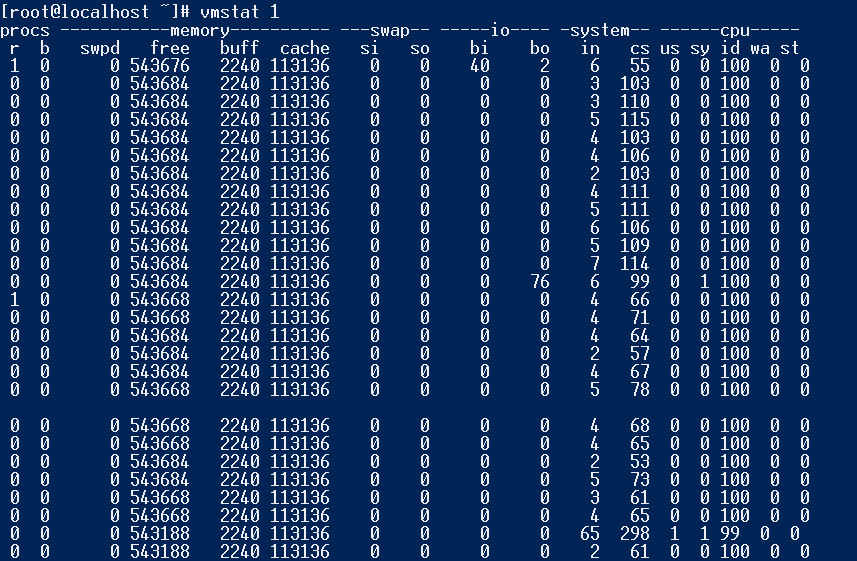 [root@localhost ~]# vmstat 1
procs -----------memory---------- ---swap-- -----io---- -system-- ------cpu-----
 r  b   swpd   free   buff  cache   si   so    bi    bo   in   cs us sy id wa st
 1  0      0 543676   2240 113136    0    0    40     2    6   55  0  0 100  0  0
 0  0      0 543684   2240 113136    0    0     0     0    3  103  0  0 100  0  0
 0  0      0 543684   2240 113136    0    0     0     0    3  110  0  0 100  0  0
 0  0      0 543684   2240 113136    0    0     0     0    5  115  0  0 100  0  0
 0  0      0 543684   2240 113136    0    0     0     0    4  103  0  0 100  0  0
 0  0      0 543684   2240 113136    0    0     0     0    4  106  0  0 100  0  0
 0  0      0 543684   2240 113136    0    0     0     0    2  103  0  0 100  0  0
 0  0      0 543684   2240 113136    0    0     0     0    4  111  0  0 100  0  0
 0  0      0 543684   2240 113136    0    0     0     0    5  111  0  0 100  0  0
 0  0      0 543684   2240 113136    0    0     0     0    6  106  0  0 100  0  0
 0  0      0 543684   2240 113136    0    0     0     0    5  109  0  0 100  0  0
 0  0      0 543684   2240 113136    0    0     0     0    7  114  0  0 100  0  0
 0  0      0 543684   2240 113136    0    0     0    76    6   99  0  1 100  0  0
 1  0      0 543668   2240 113136    0    0     0     0    4   66  0  0 100  0  0
 0  0      0 543684   2240 113136    0    0     0     0    4   71  0  0 100  0  0
 0  0      0 543684   2240 113136    0    0     0     0    4   64  0  0 100  0  0
 0  0      0 543684   2240 113136    0    0     0     0    2   57  0  0 100  0  0
 0  0      0 543684   2240 113136    0    0     0     0    4   67  0  0 100  0  0
 0  0      0 543668   2240 113136    0    0     0     0    5   78  0  0 100  0  0
 0  0      0 543668   2240 113136    0    0     0     0    4   68  0  0 100  0  0
 0  0      0 543668   2240 113136    0    0     0     0    4   65  0  0 100  0  0
 0  0      0 543684   2240 113136    0    0     0     0    2   53  0  0 100  0  0
 0  0      0 543684   2240 113136    0    0     0     0    5   73  0  0 100  0  0
 0  0      0 543668   2240 113136    0    0     0     0    3   61  0  0 100  0  0
 0  0      0 543668   2240 113136    0    0     0     0    4   65  0  0 100  0  0
 0  0      0 543188   2240 113136    0    0     0     0   65  298  1  1 99  0  0
 0  0      0 543188   2240 113136    0    0     0     0    2   61  0  0 100  0  0